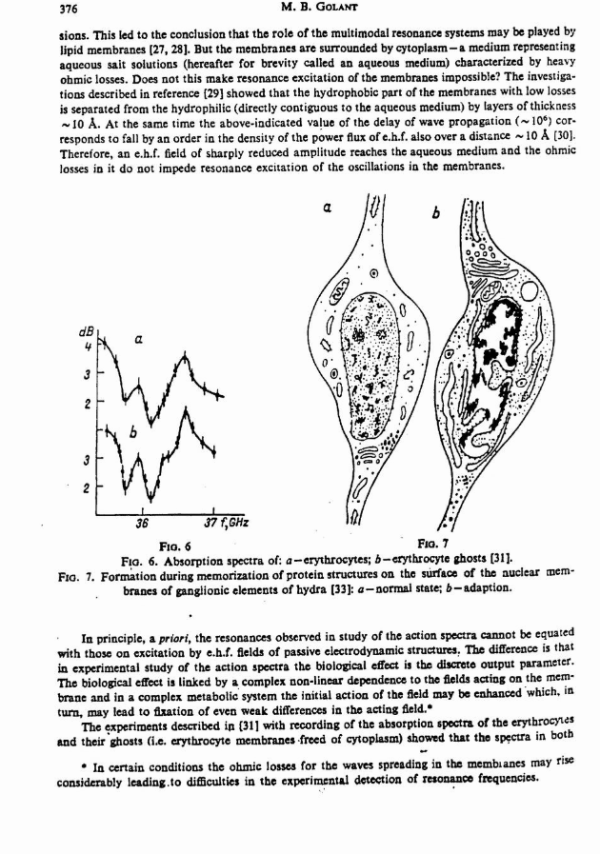 376
M. B. GOLANT
sions. This led to the conclusion that the role of the multimodal resonance systems may be played by
lipid membranes [27, 28]. But the membranes are surrounded by cytoplasm—a medium representing
aqueous salt solutions (hereafter for brevity called an aqueous medium) characterized by heavy
ohmic losses. Does not this make resonance excitation of the membranes impossible? The investiga-
tions described in reference [29] showed that the hydrophobic part of the membranes with low losses
is separated from the hydrophilic (directly contiguous to the aqueous medium) by layers of thickness
~10 Å. At the same time the above-indicated value of the delay of wave propagation (~10⁶) cor-
responds to fall by an order in the density of the power flux of e.h.f. also over a distance ~10 Å [30].
Therefore, an e.h.f. field of sharply reduced amplitude reaches the aqueous medium and the ohmic
losses in it do not impede resonance excitation of the oscillations in the membranes.
a
b
dB
4
a
3
2
b
3
2
36
37 f,GHz
FIG. 6
FIG. 7
FIG. 6. Absorption spectra of: a—erythrocytes; b—erythrocyte ghosts [31].
FIG. 7. Formation during memorization of protein structures on the surface of the nuclear mem-
branes of ganglionic elements of hydra [33]: a—normal state; b—adaption.
In principle, a priori, the resonances observed in study of the action spectra cannot be equated
with those on excitation by e.h.f. fields of passive electrodynamic structures. The difference is that
in experimental study of the action spectra the biological effect is the discrete output parameter.
The biological effect is linked by a complex non-linear dependence to the fields acting on the mem-
brane and in a complex metabolic system the initial action of the field may be enhanced which, in
turn, may lead to fixation of even weak differences in the acting field.*
The experiments described in [31] with recording of the absorption spectra of the erythrocytes
and their ghosts (i.e. erythrocyte membranes freed of cytoplasm) showed that the spectra in both
* In certain conditions the ohmic losses for the waves spreading in the membranes may rise
considerably leading to difficulties in the experimental detection of resonance frequencies.